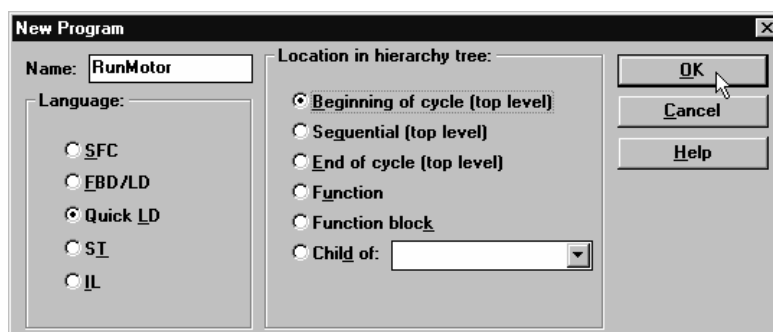 New Program
Name: RunMotor
Language:
SFC
FBD/LD
Quick LD
ST
IL
Location in hierarchy tree:
Beginning of cycle (top level)
Sequential (top level)
End of cycle (top level)
Function
Function block
Child of:
OK
Cancel
Help